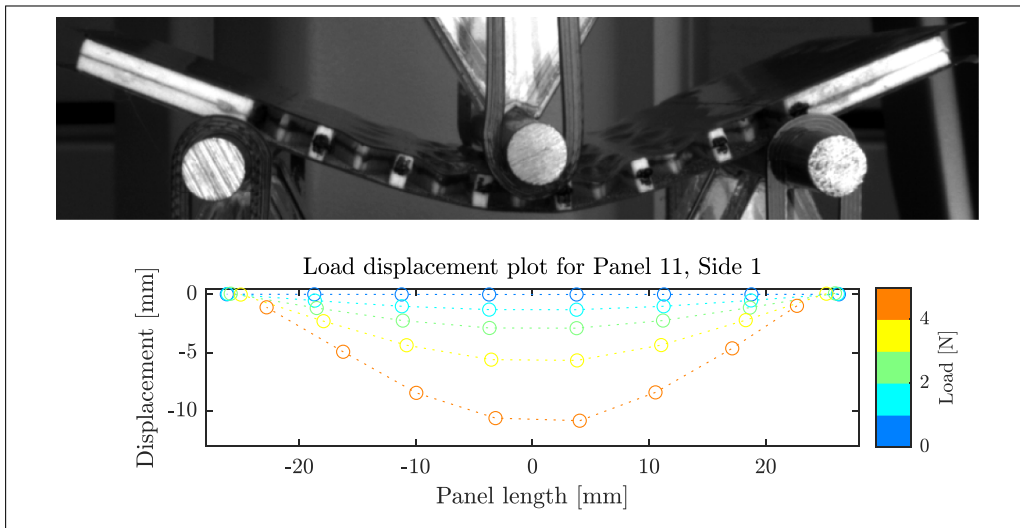 Load displacement plot for Panel 11, Side 1
Displacement [mm]
0
-5
-10
-20
-10
0
10
20
Panel length [mm]
4
2
0
Load [N]